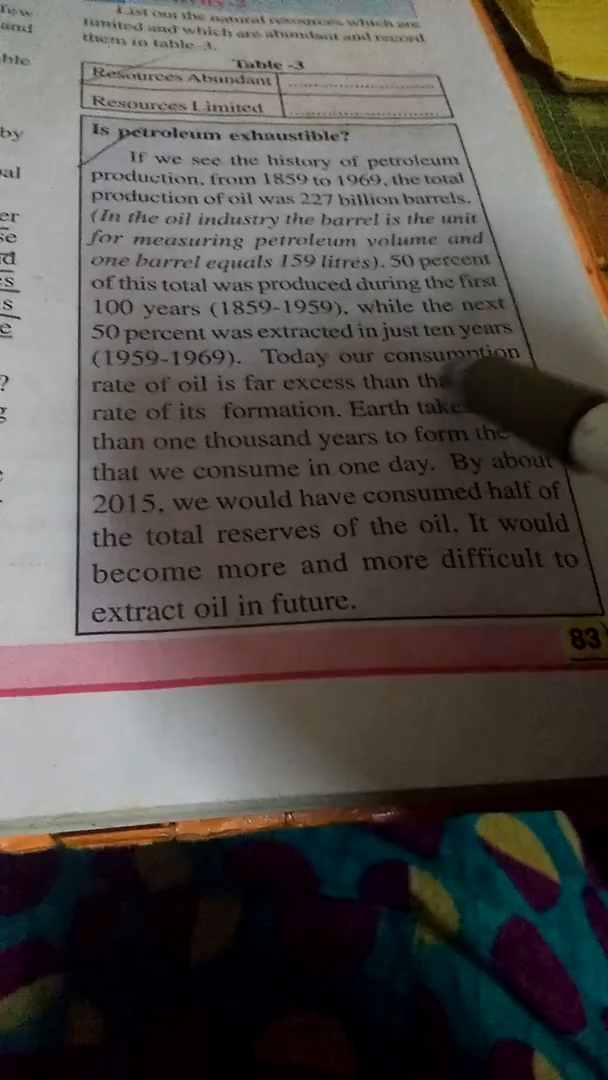 List out the natural resources which are
limited and which are abundant and record
them in table-3.
Table -3
Resources Abundant
Resources Limited
Is petroleum exhaustible?
If we see the history of petroleum
production, from 1859 to 1969, the total
production of oil was 227 billion barrels.
(In the oil industry the barrel is the unit
for measuring petroleum volume and
one barrel equals 159 litres). 50 percent
of this total was produced during the first
100 years (1859-1959), while the next
50 percent was extracted in just ten years
(1959-1969). Today our consumption
rate of oil is far excess than
rate of its formation. Earth
than one thousand years to form the
that we consume in one day. By about
2015, we would have consumed half of
the total reserves of the oil. It would
become more and more difficult to
extract oil in future.
83
few
and
by